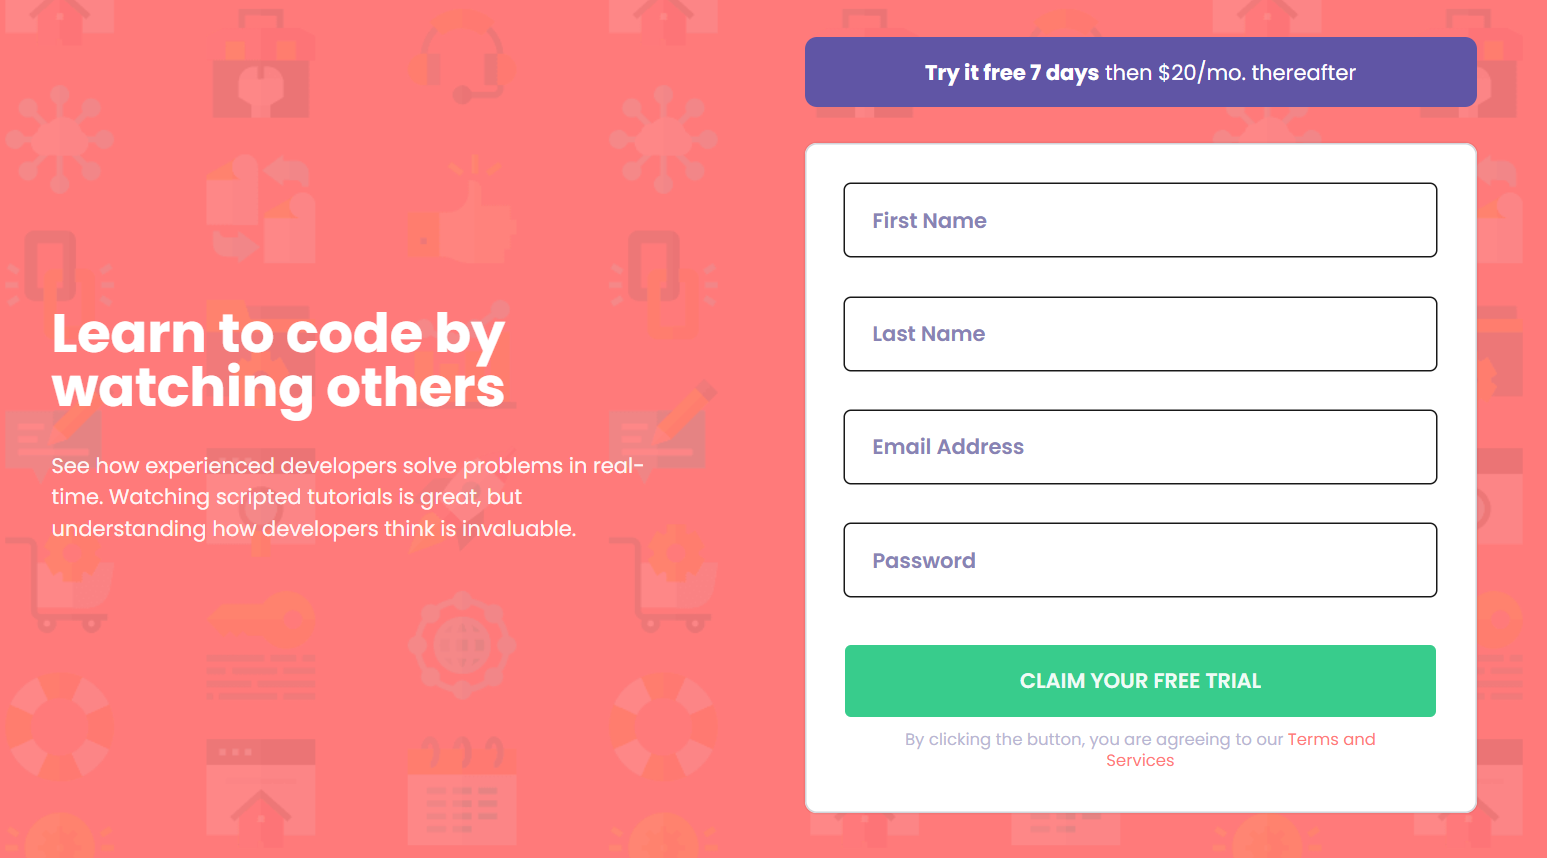 Learn to code by
watching others
See how experienced developers solve problems in real-
time. Watching scripted tutorials is great, but
understanding how developers think is invaluable.
Try it free 7 days then $20/mo. thereafter
First Name
Last Name
Email Address
Password
CLAIM YOUR FREE TRIAL
By clicking the button, you are agreeing to our Terms and
Services